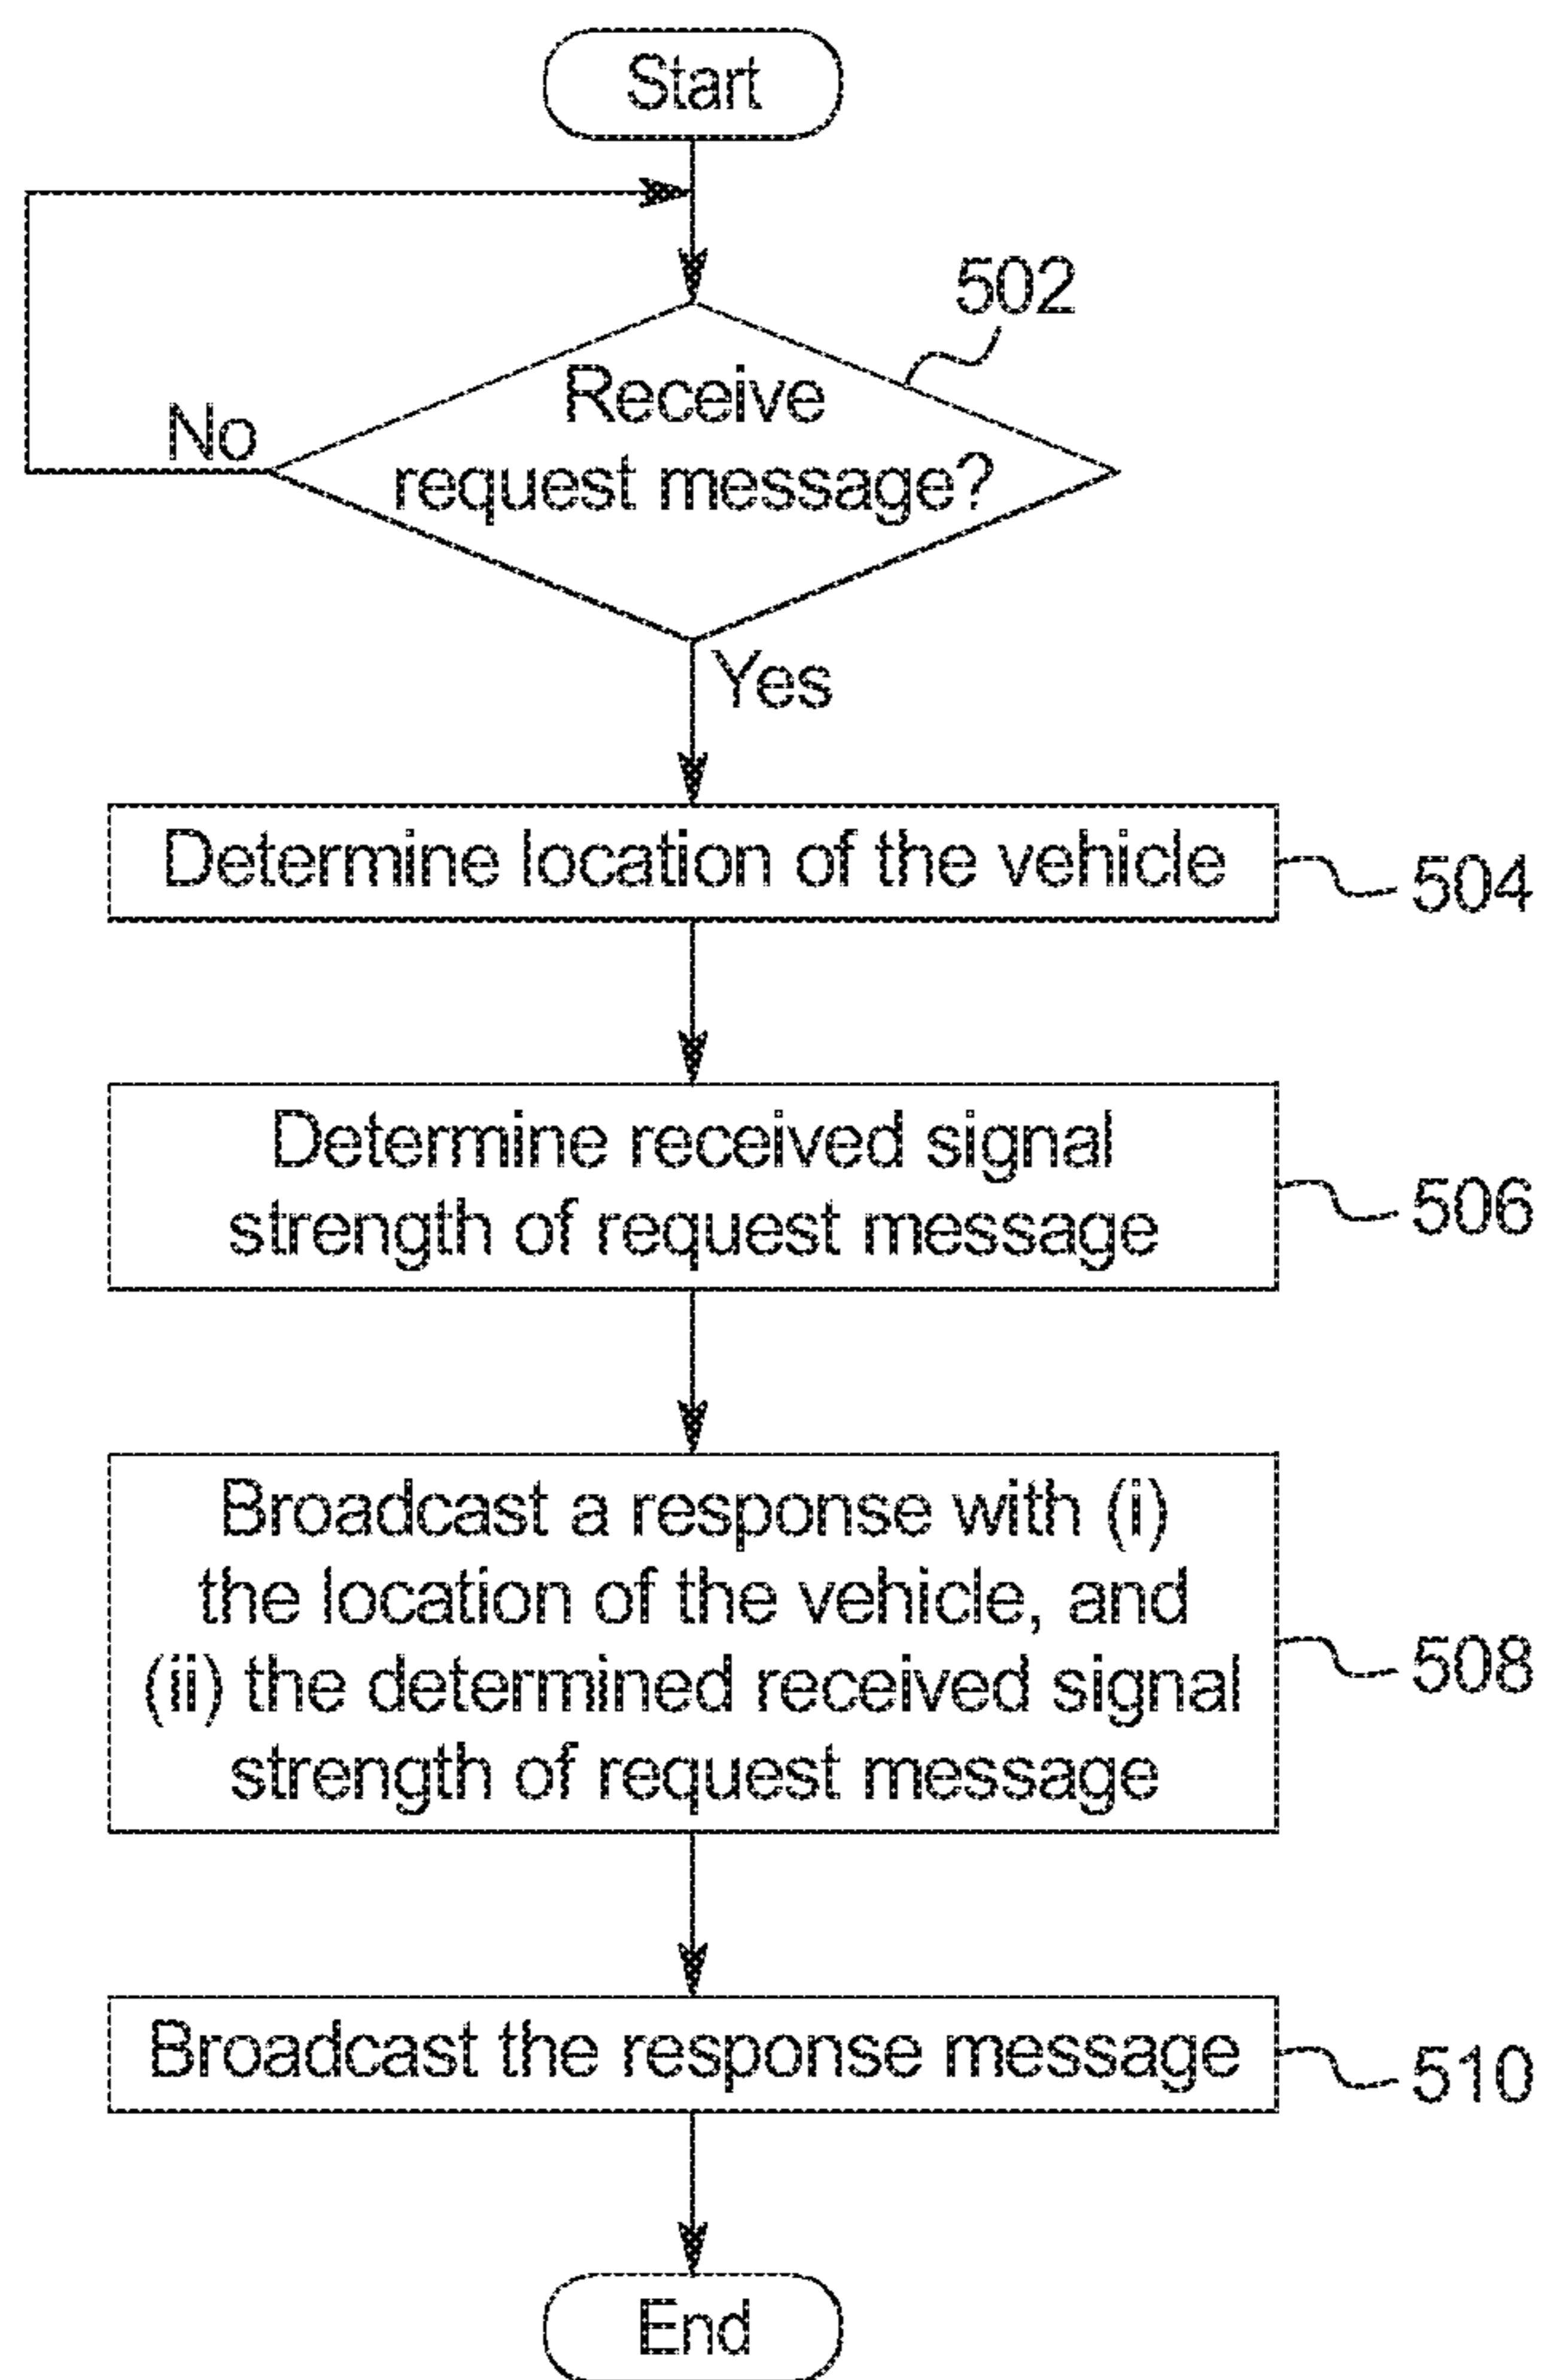 Start
502
Receive
request message?
No
Yes
Determine location of the vehicle
504
Determine received signal
strength of request message
506
Broadcast a response with (i)
the location of the vehicle, and
(ii) the determined received signal
strength of request message
508
Broadcast the response message
510
End